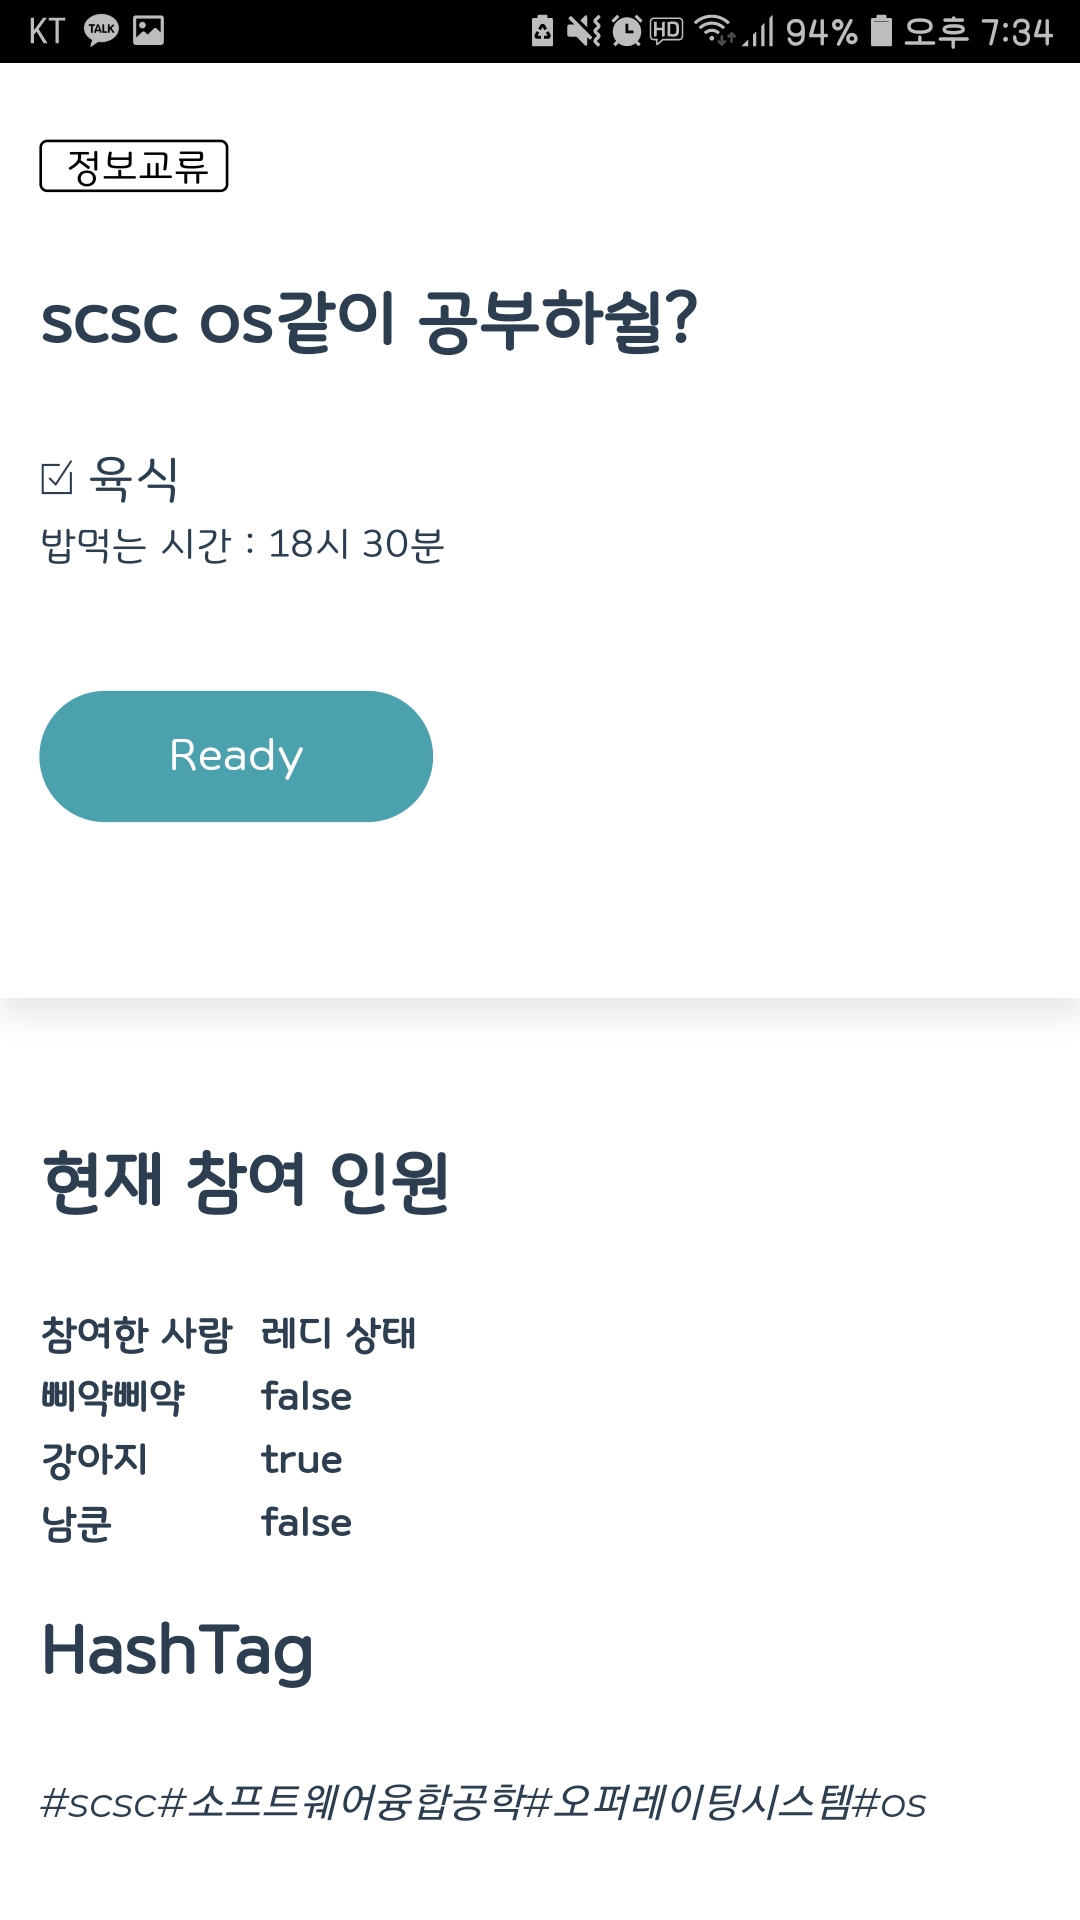 KT TALK HD 94% 오후 7:34
정보교류
scsc os같이 공부하쉴?
☑ 육식
밥먹는 시간 : 18시 30분
Ready
현재 참여 인원
참여한 사람 레디 상태
삐약삐약 false
강아지 true
남쿤 false
HashTag
#scsc#소프트웨어융합공학#오퍼레이팅시스템#os